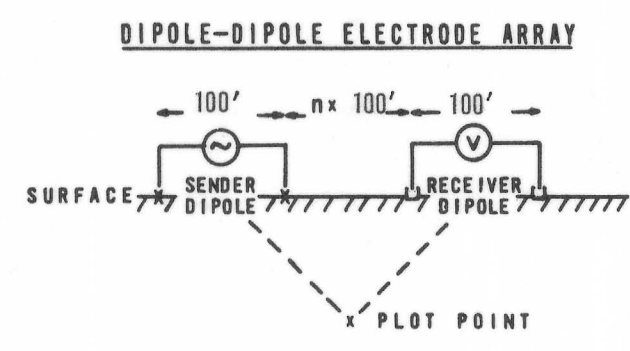 DIPOLE-DIPOLE ELECTRODE ARRAY
100' n x 100' 100'
~ V
SURFACE SENDER DIPOLE RECEIVER DIPOLE
x PLOT POINT